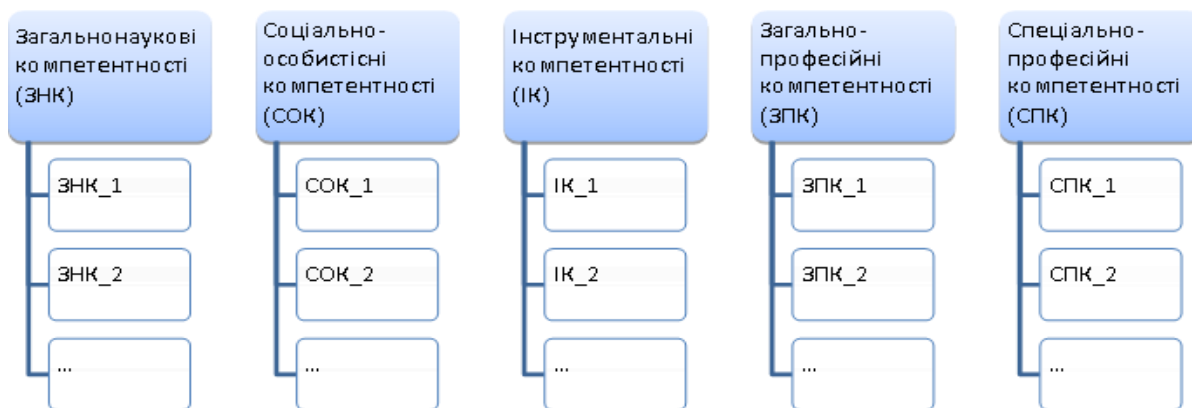 Загальнонаукові
компетентності
(ЗНК)
ЗНК_1
ЗНК_2
...
Соціально-
особистісні
компетентності
(СОК)
СОК_1
СОК_2
...
Інструментальні
компетентності
(ІК)
ІК_1
ІК_2
...
Загально-
професійні
компетентності
(ЗПК)
ЗПК_1
ЗПК_2
...
Спеціально-
професійні
компетентності
(СПК)
СПК_1
СПК_2
...